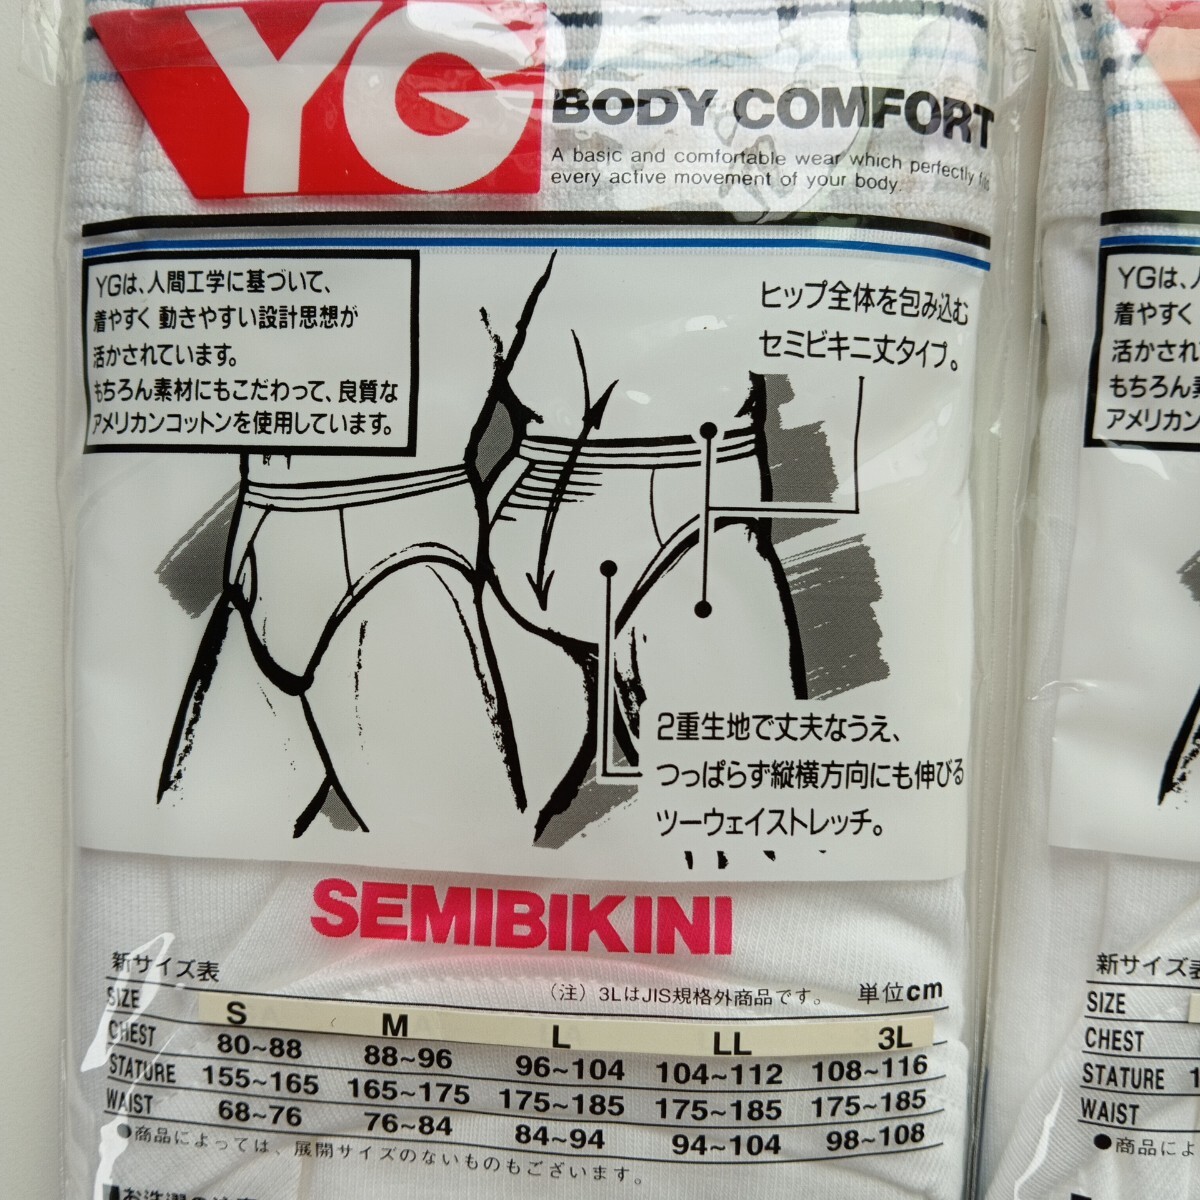 YG
BODY COMFORT
A basic and comfortable wear which perfectly fits
every active movement of your body.
YGは、人間工学に基づいて、
着やすく動きやすい設計思想が
活かされています。
もちろん素材にもこだわって、良質な
アメリカンコットンを使用しています。
ヒップ全体を包み込む
セミビキニ丈タイプ。
2重生地で丈夫なうえ、
つっぱらず縦横方向にも伸びる
ツーウェイストレッチ。
SEMIBIKINI
新サイズ表 (注) 3LはJIS規格外商品です。 単位cm
SIZE S M L LL 3L
CHEST 80~88 88~96 96~104 104~112 108~116
STATURE 155~165 165~175 175~185 175~185 175~185
WAIST 68~76 76~84 84~94 94~104 98~108
●商品によっては、展開サイズのないものもございます。
YGは、
着やすく
活かされ
もちろん
アメリカン
新サイズ表
SIZE
CHEST
STATURE
WAIST
●商品によ